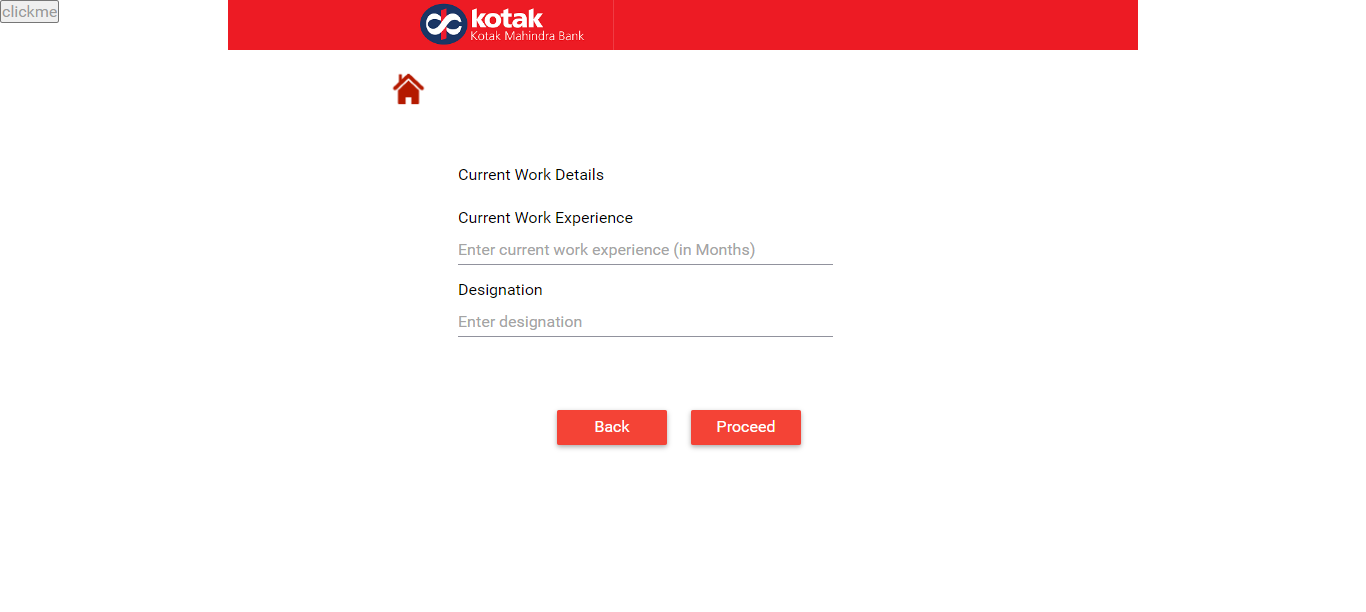 clickme
kotak
Kotak Mahindra Bank
Current Work Details
Current Work Experience
Enter current work experience (in Months)
Designation
Enter designation
Back
Proceed